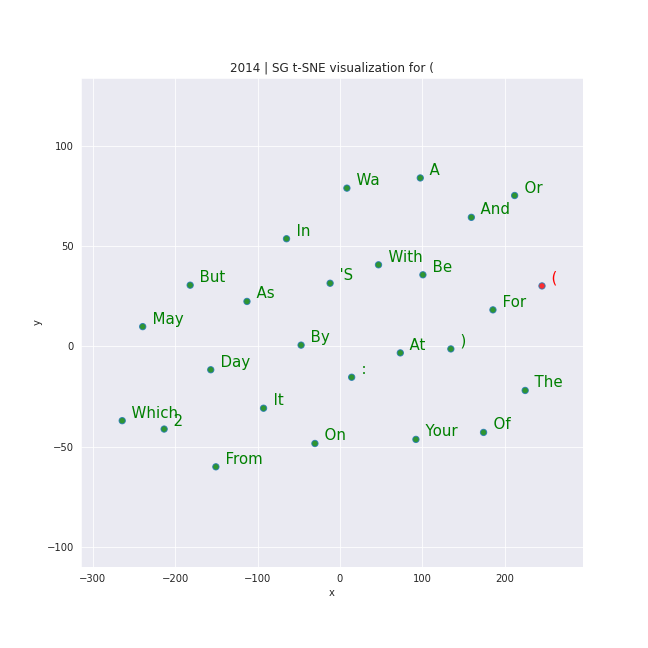 2014 | SG t-SNE visualization for (
100
50
0
−50
−100
y
−300
−200
−100
0
100
200
x
A
Wa
Or
And
In
With
Be
'S
But
As
(
For
May
By
At
)
Day
:
The
It
Which
2
Of
Your
On
From